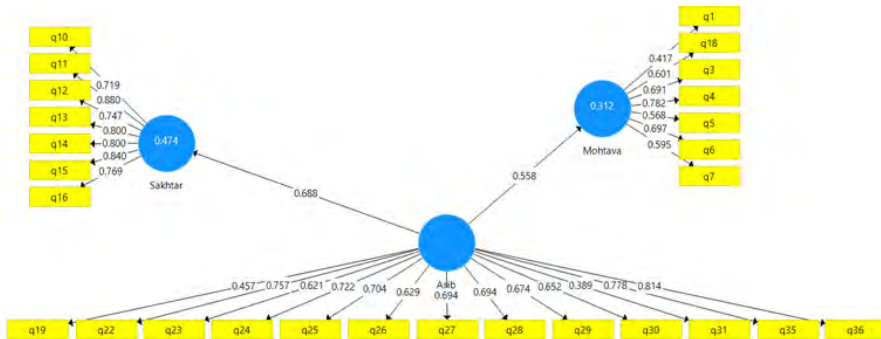 q10
q11
q12
q13
q14
q15
q16
0.719
0.880
0.747
0.800
0.800
0.840
0.769
0.474
Sakhtar
q1
q18
q3
q4
q5
q6
q7
0.417
0.601
0.691
0.782
0.568
0.697
0.595
0.312
Mohtava
0.688
0.558
Asib
0.457
0.757
0.621
0.722
0.704
0.629
0.694
0.694
0.674
0.652
0.389
0.778
0.814
q19
q22
q23
q24
q25
q26
q27
q28
q29
q30
q31
q35
q36